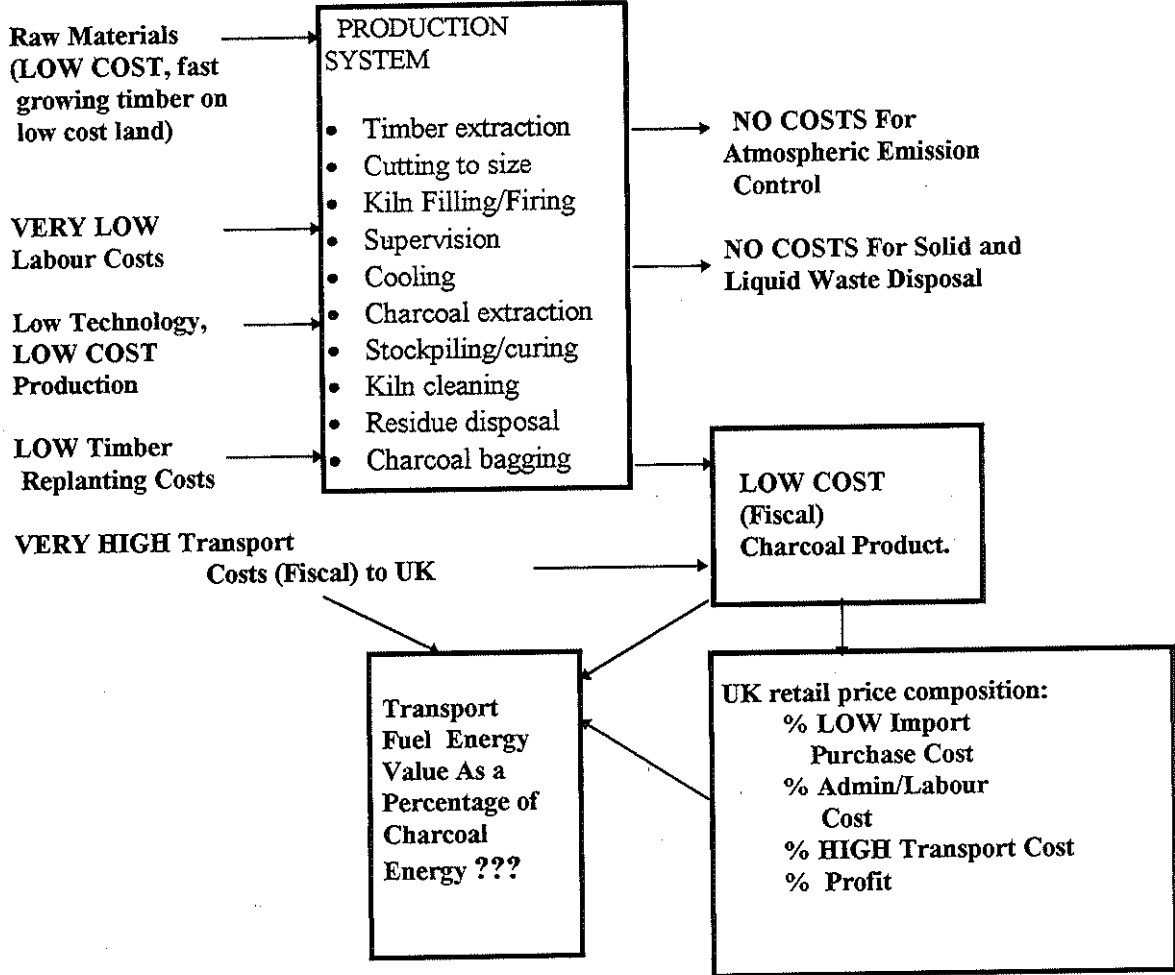 Raw Materials
(LOW COST, fast
growing timber on
low cost land)
VERY LOW
Labour Costs
Low Technology,
LOW COST
Production
LOW Timber
Replanting Costs
PRODUCTION
SYSTEM
• Timber extraction
• Cutting to size
• Kiln Filling/Firing
• Supervision
• Cooling
• Charcoal extraction
• Stockpiling/curing
• Kiln cleaning
• Residue disposal
• Charcoal bagging
NO COSTS For
Atmospheric Emission
Control
NO COSTS For Solid and
Liquid Waste Disposal
LOW COST
(Fiscal)
Charcoal Product.
VERY HIGH Transport
Costs (Fiscal) to UK
Transport
Fuel Energy
Value As a
Percentage of
Charcoal
Energy ???
UK retail price composition:
% LOW Import
Purchase Cost
% Admin/Labour
Cost
% HIGH Transport Cost
% Profit